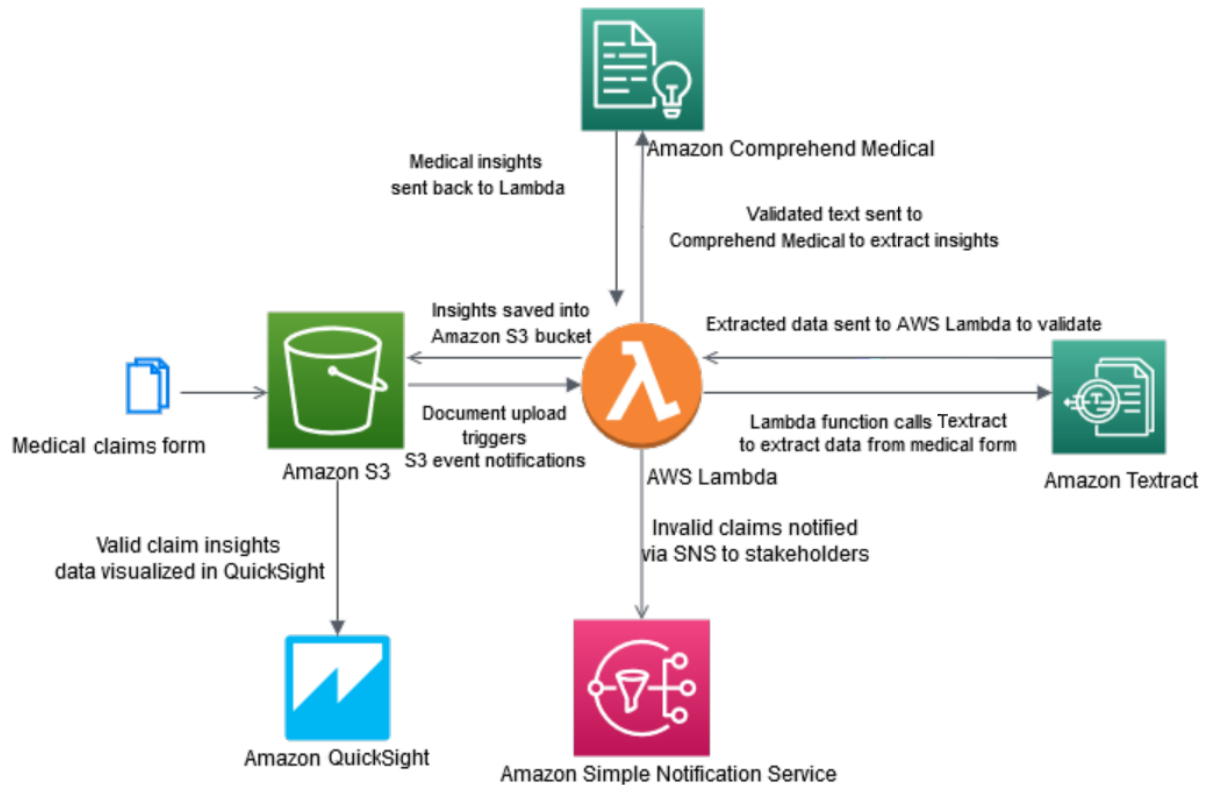 Amazon Comprehend Medical
Medical insights
sent back to Lambda
Validated text sent to
Comprehend Medical to extract insights
Insights saved into
Amazon S3 bucket
Extracted data sent to AWS Lambda to validate
Medical claims form
Amazon S3
Document upload
triggers
S3 event notifications
AWS Lambda
Lambda function calls Textract
to extract data from medical form
Amazon Textract
Valid claim insights
data visualized in QuickSight
Invalid claims notified
via SNS to stakeholders
Amazon QuickSight
Amazon Simple Notification Service